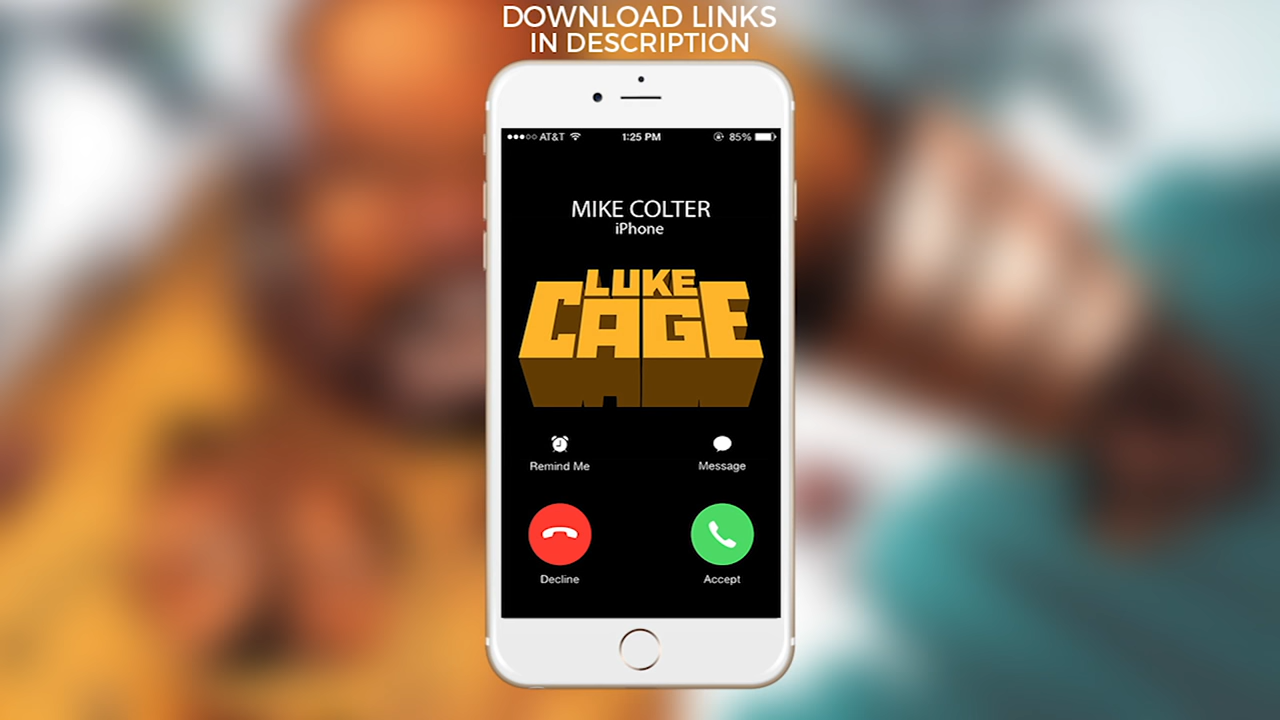 DOWNLOAD LINKS
IN DESCRIPTION
AT&T 1:25 PM 85%
MIKE COLTER
iPhone
LUKE
CAGE
Remind Me Message
Decline Accept